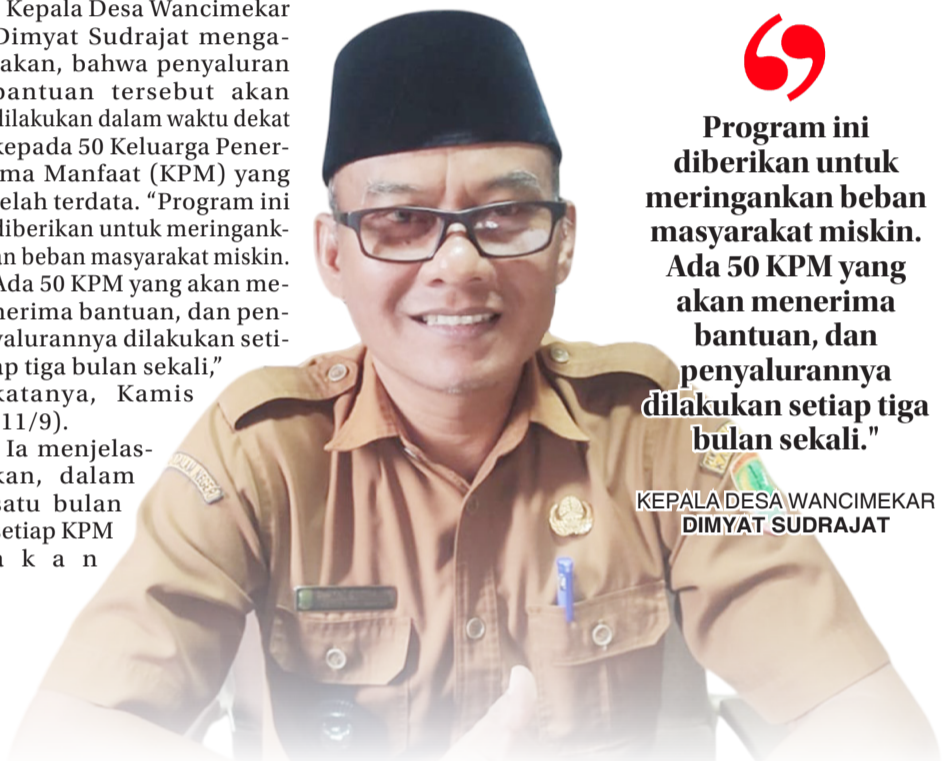 Kepala Desa Wancimekar
Dimyat Sudrajat menga-
akan, bahwa penyaluran
bantuan tersebut akan
dilakukan dalam waktu dekat
kepada 50 Keluarga Pener-
ma Manfaat (KPM) yang
elah terdata. “Program ini
diberikan untuk meringank-
an beban masyarakat miskin.
Ada 50 KPM yang akan me-
nerima bantuan, dan pen-
yalurannya dilakukan seti-
ap tiga bulan sekali,”
katanya, Kamis
11/9).
Ia menjelas-
kan, dalam
satu bulan
setiap KPM
akan
Program ini
diberikan untuk
meringankan beban
masyarakat miskin.
Ada 50 KPM yang
akan menerima
bantuan, dan
penyalurannya
dilakukan setiap tiga
bulan sekali."
KEPALA DESA WANCIMEKAR
DIMYAT SUDRAJAT